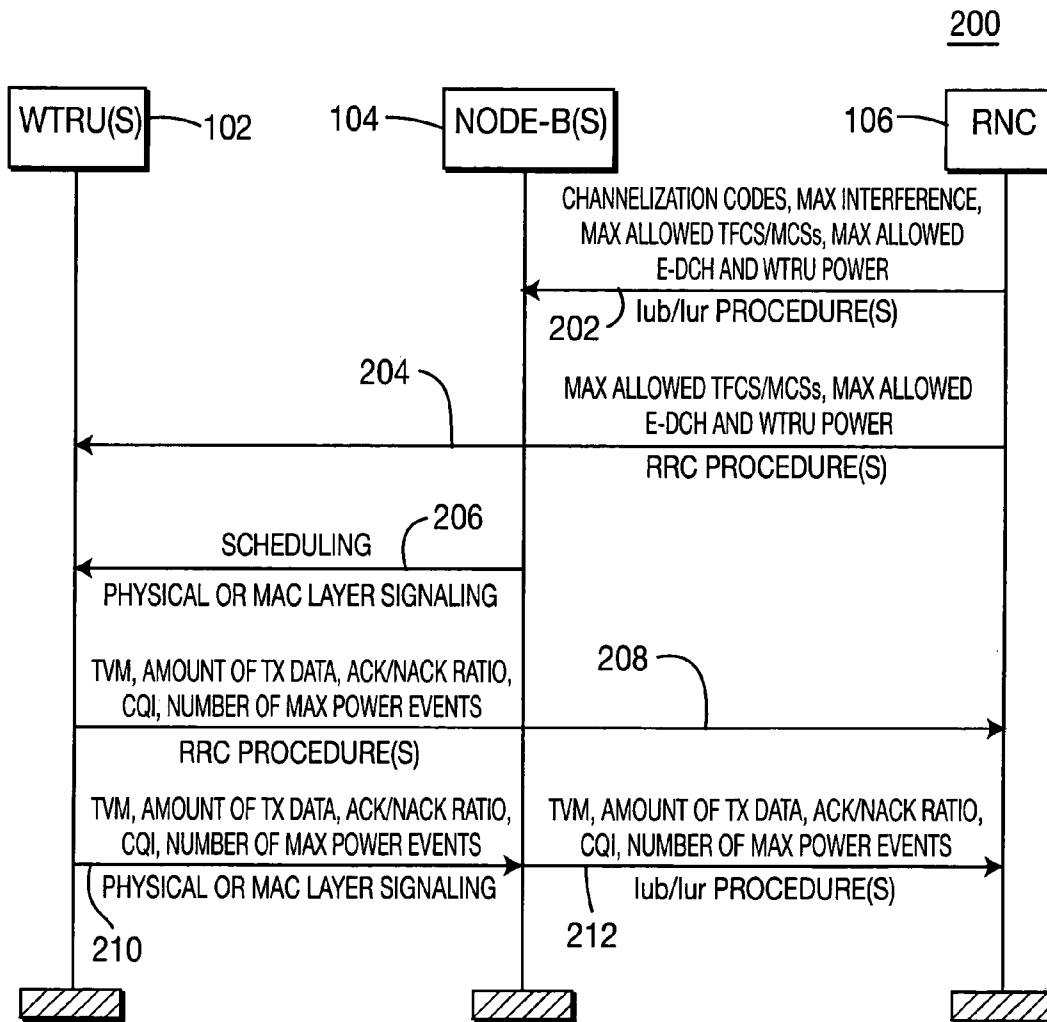 200
WTRU(S)
102
104
NODE-B(S)
106
RNC
CHANNELIZATION CODES, MAX INTERFERENCE,
MAX ALLOWED TFCS/MCSs, MAX ALLOWED
E-DCH AND WTRU POWER
202
Iub/Iur PROCEDURE(S)
204
MAX ALLOWED TFCS/MCSs, MAX ALLOWED
E-DCH AND WTRU POWER
RRC PROCEDURE(S)
206
SCHEDULING
PHYSICAL OR MAC LAYER SIGNALING
TVM, AMOUNT OF TX DATA, ACK/NACK RATIO,
CQI, NUMBER OF MAX POWER EVENTS
208
RRC PROCEDURE(S)
TVM, AMOUNT OF TX DATA, ACK/NACK RATIO,
CQI, NUMBER OF MAX POWER EVENTS
PHYSICAL OR MAC LAYER SIGNALING
210
TVM, AMOUNT OF TX DATA, ACK/NACK RATIO,
CQI, NUMBER OF MAX POWER EVENTS
Iub/Iur PROCEDURE(S)
212